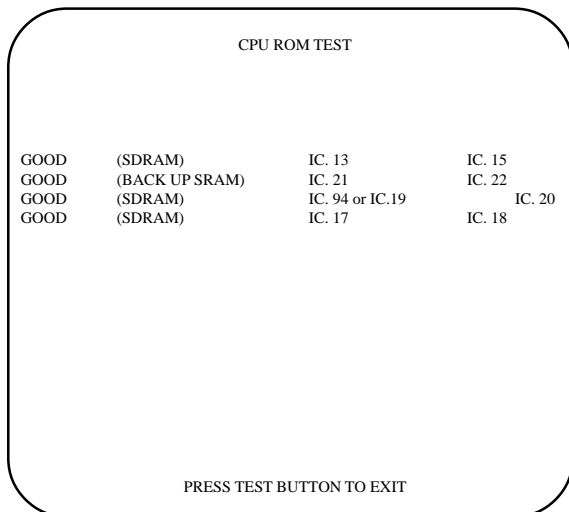 CPU ROM TEST
GOOD (SDRAM) IC. 13 IC. 15
GOOD (BACK UP SRAM) IC. 21 IC. 22
GOOD (SDRAM) IC. 94 or IC.19 IC. 20
GOOD (SDRAM) IC. 17 IC. 18
PRESS TEST BUTTON TO EXIT